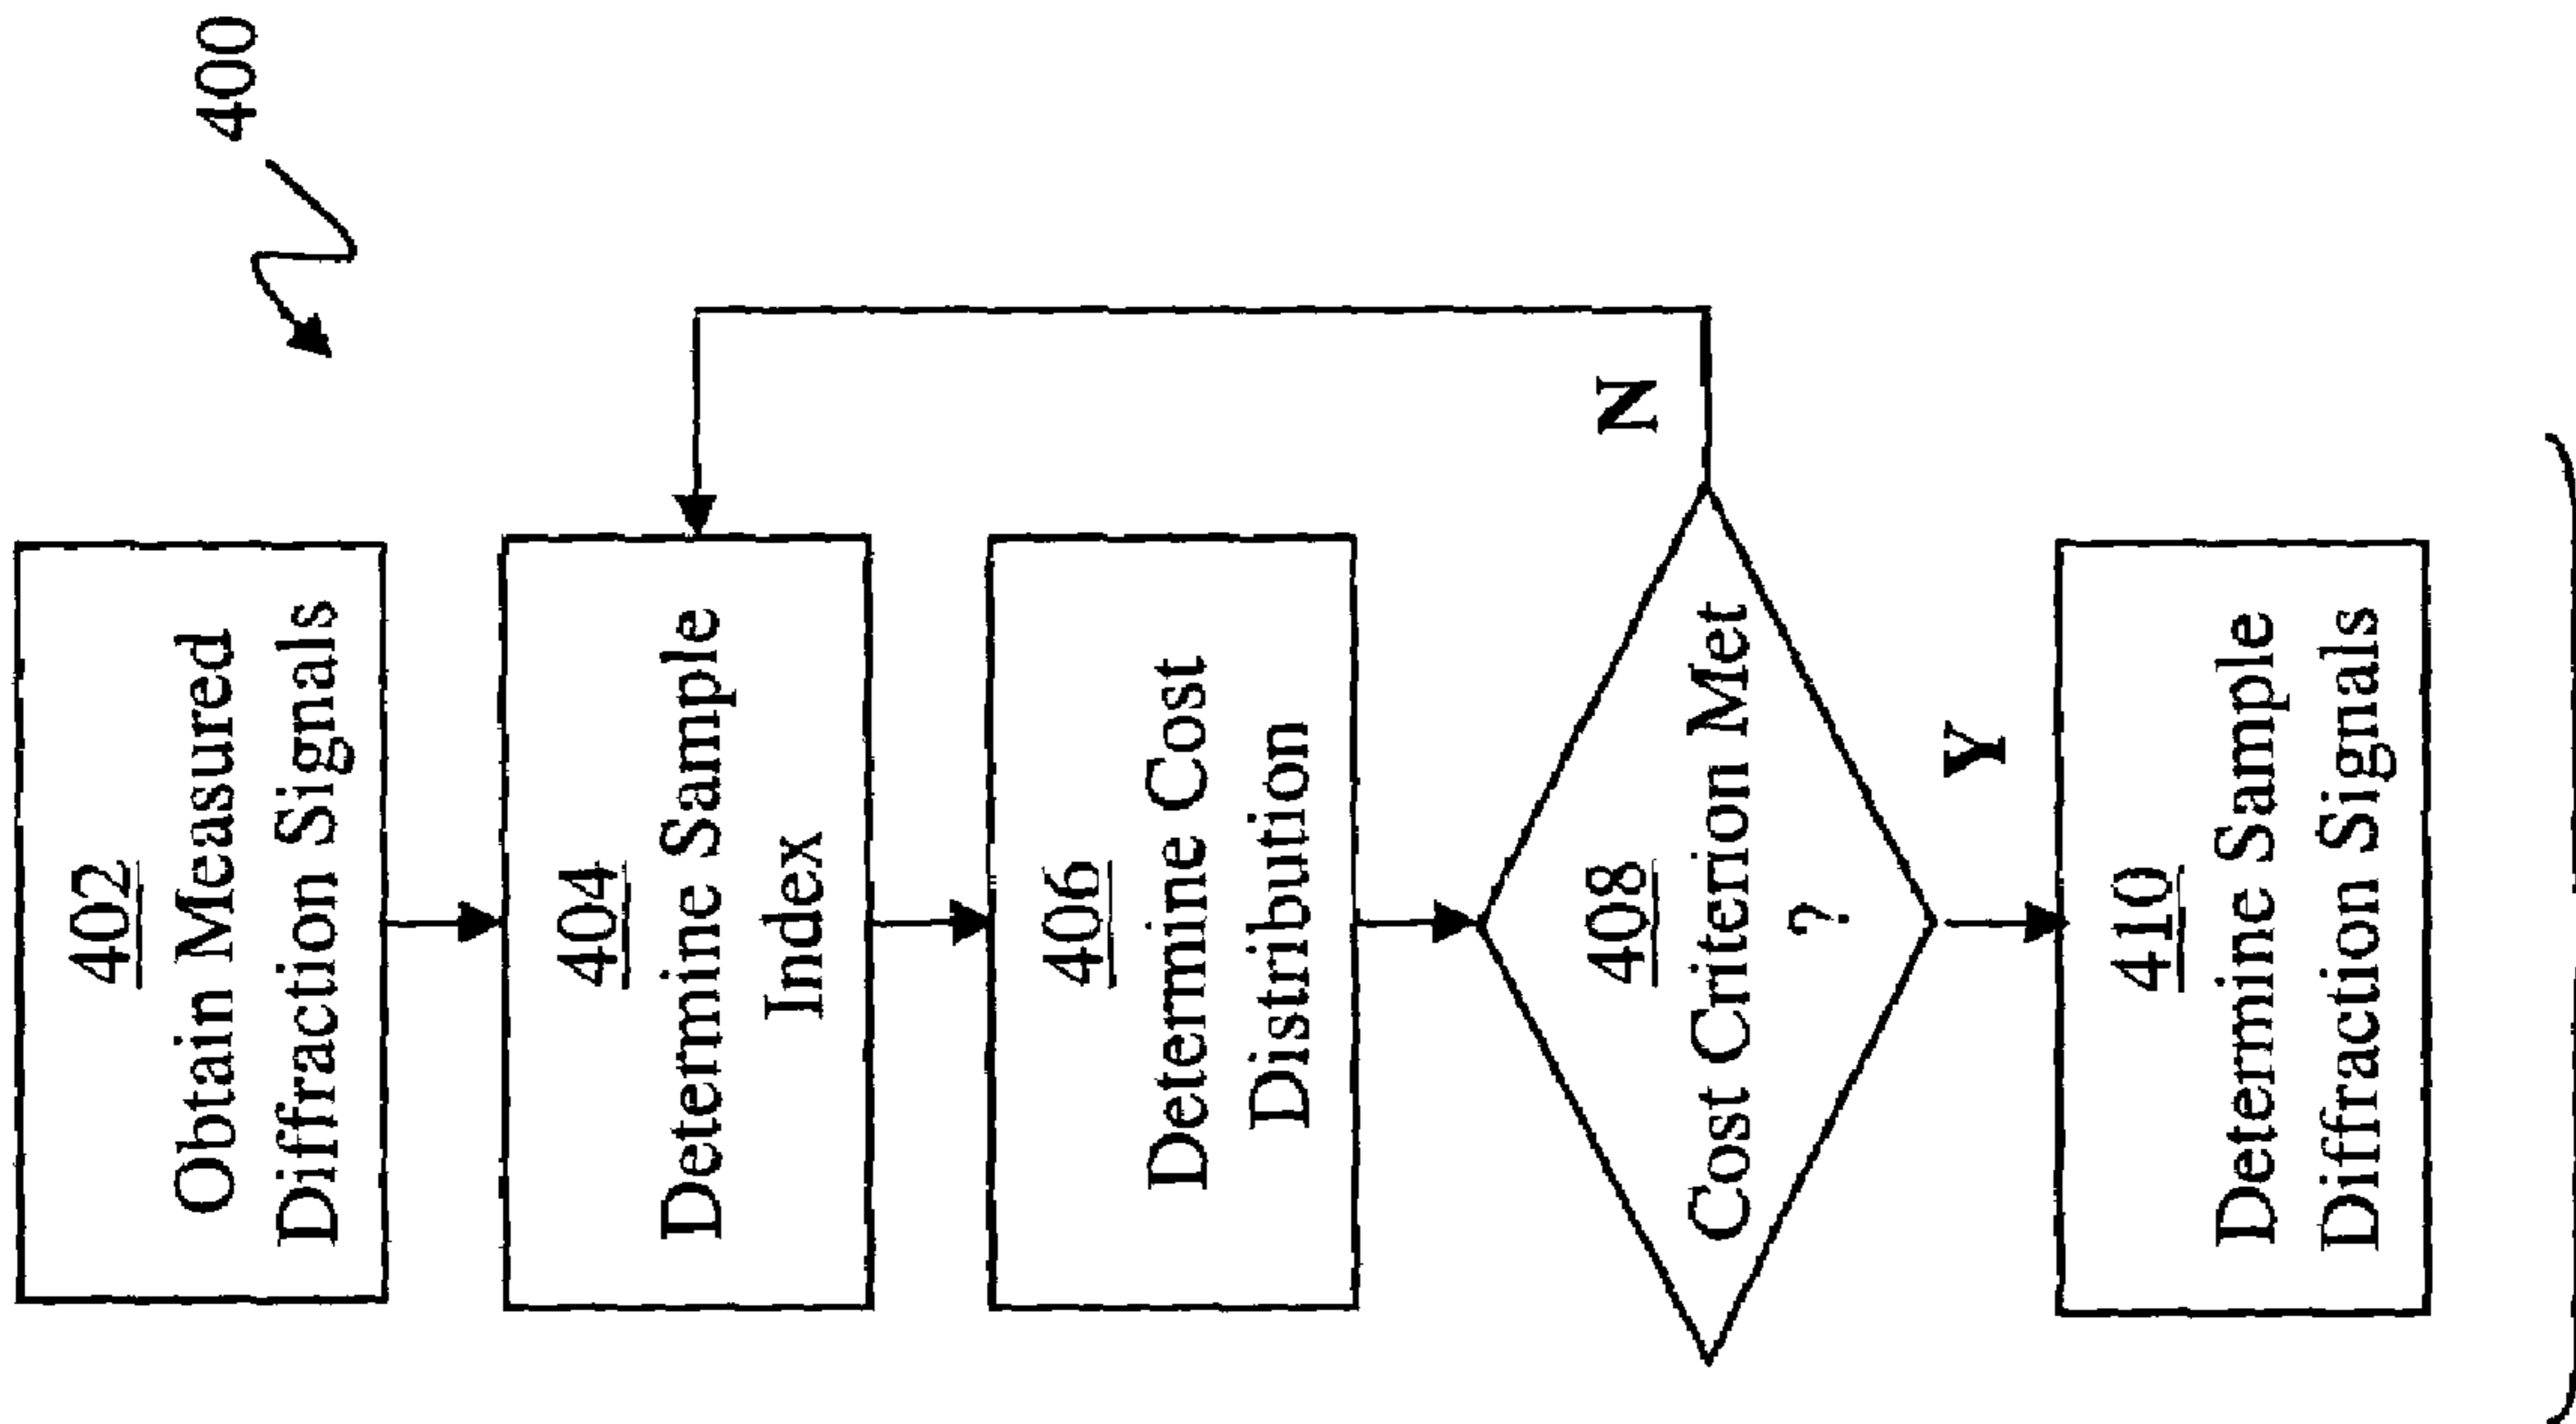 400
402
Obtain Measured
Diffraction Signals
404
Determine Sample
Index
406
Determine Cost
Distribution
408
Cost Criterion Met
?
N
Y
410
Determine Sample
Diffraction Signals